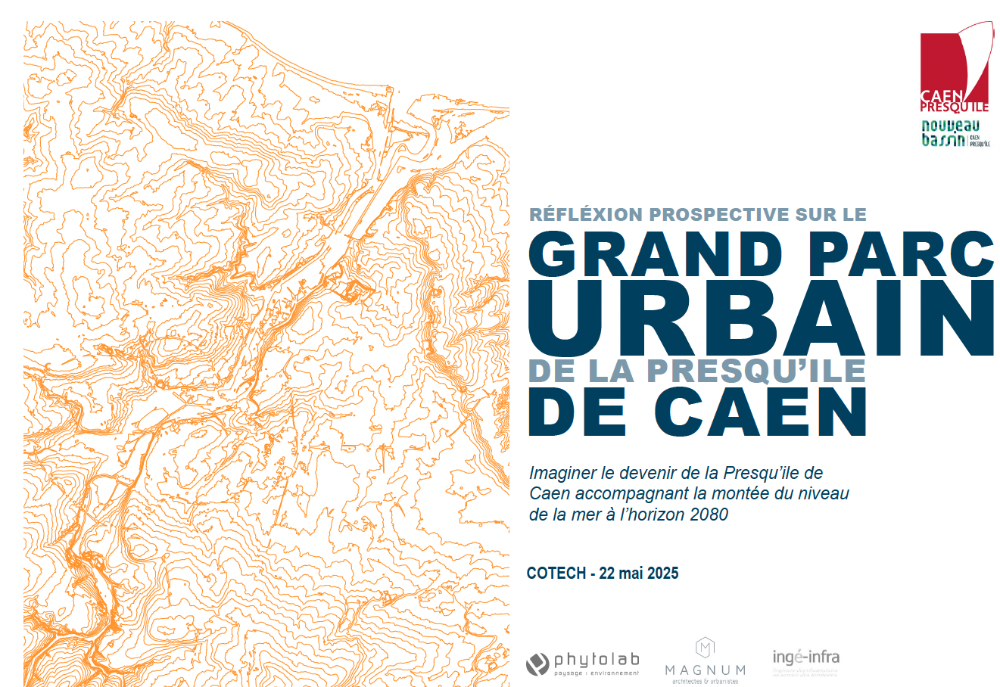 CAEN
PRESQU'ILE
nouveau
bassin
CAEN
PRESQU'ILE
RÉFLÉXION PROSPECTIVE SUR LE
GRAND PARC
URBAIN
DE LA PRESQU'ILE
DE CAEN
Imaginer le devenir de la Presqu'ile de
Caen accompagnant la montée du niveau
de la mer à l'horizon 2080
COTECH - 22 mai 2025
phytolab
paysage environnement
M
MAGNUM
architectes & urbanistes
ingé-infra